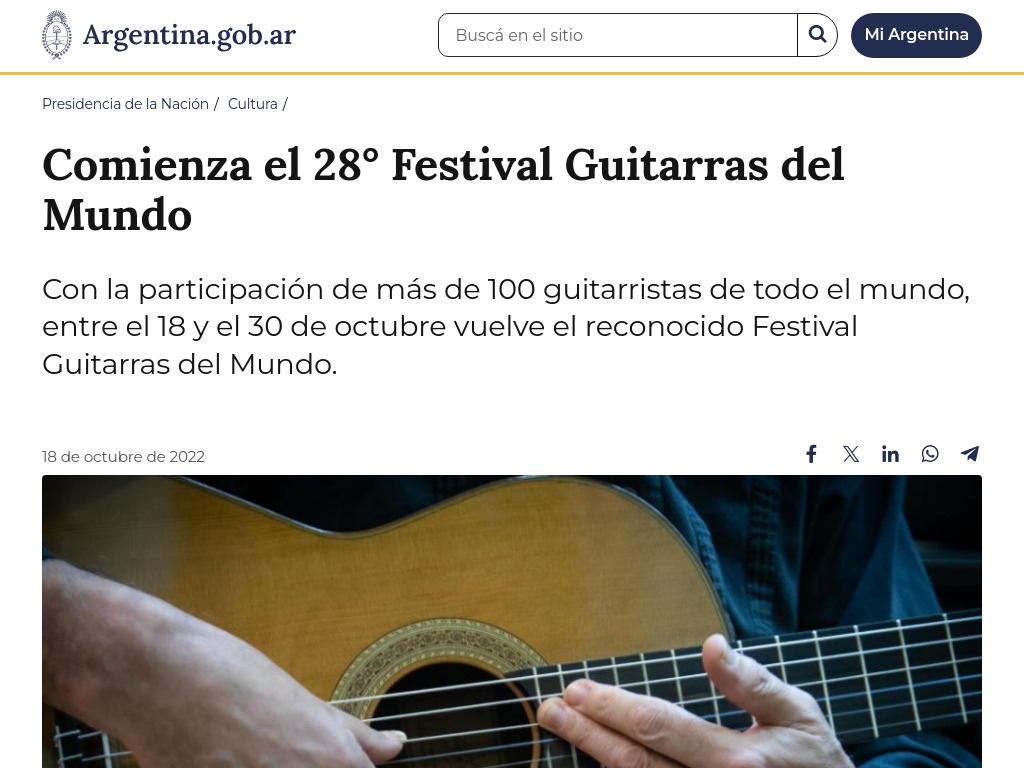 Argentina.gob.ar
Buscá en el sitio
Mi Argentina
Presidencia de la Nación / Cultura /
Comienza el 28° Festival Guitarras del
Mundo
Con la participación de más de 100 guitarristas de todo el mundo,
entre el 18 y el 30 de octubre vuelve el reconocido Festival
Guitarras del Mundo.
18 de octubre de 2022